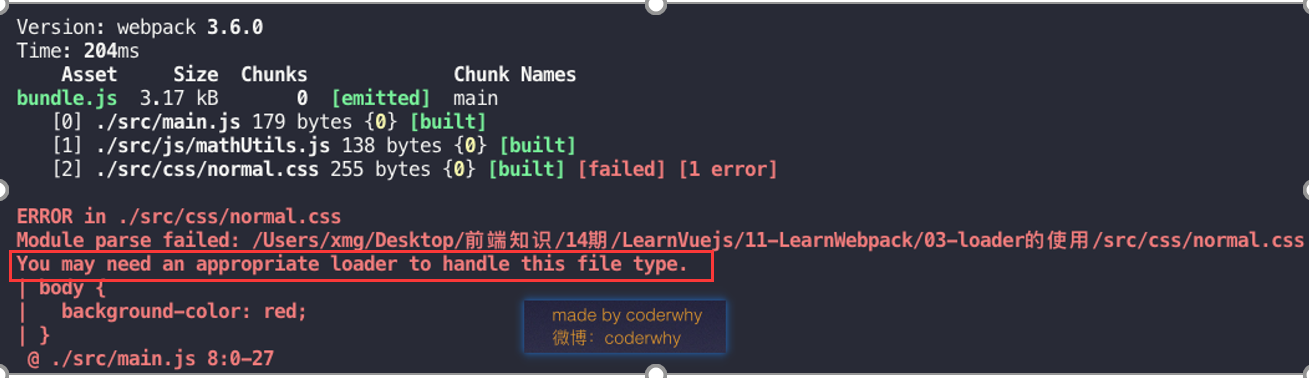 Version: webpack 3.6.0
Time: 204ms
Asset Size Chunks Chunk Names
bundle.js 3.17 kB 0 [emitted] main
[0] ./src/main.js 179 bytes {0} [built]
[1] ./src/js/mathUtils.js 138 bytes {0} [built]
[2] ./src/css/normal.css 255 bytes {0} [built] [failed] [1 error]
ERROR in ./src/css/normal.css
Module parse failed: /Users/xmg/Desktop/前端知识/14期/LearnVuejs/11-LearnWebpack/03-loader的使用/src/css/normal.css
You may need an appropriate loader to handle this file type.
| body {
|   background-color: red;
| }
@ ./src/main.js 8:0-27
made by coderwhy
微博：coderwhy